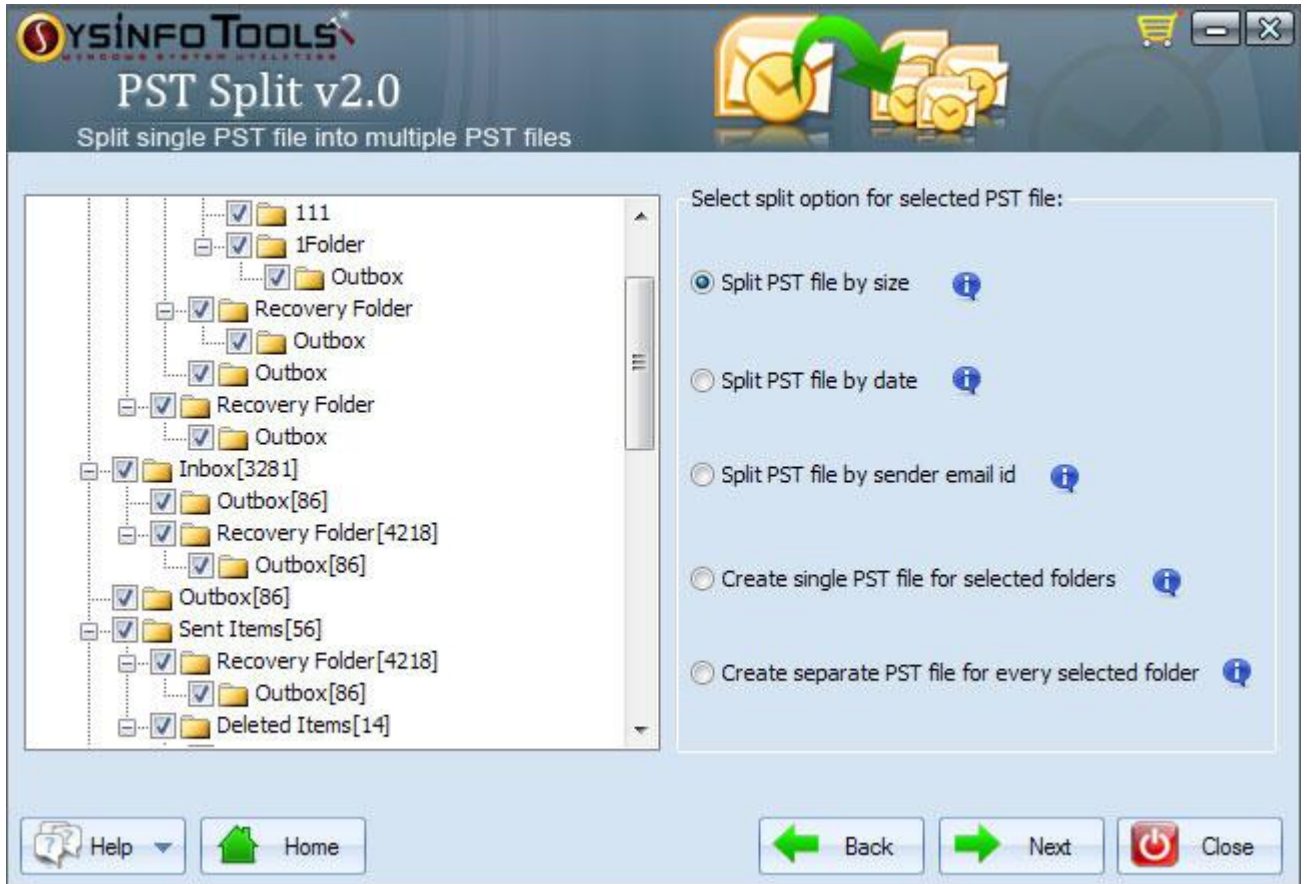 SYSINFO TOOLS
WINDOWS SYSTEM UTILITIES
PST Split v2.0
Split single PST file into multiple PST files
111
1Folder
Outbox
Recovery Folder
Outbox
Outbox
Recovery Folder
Outbox
Inbox[3281]
Outbox[86]
Recovery Folder[4218]
Outbox[86]
Outbox[86]
Sent Items[56]
Recovery Folder[4218]
Outbox[86]
Deleted Items[14]
Select split option for selected PST file:
Split PST file by size
Split PST file by date
Split PST file by sender email id
Create single PST file for selected folders
Create separate PST file for every selected folder
Help
Home
Back
Next
Close